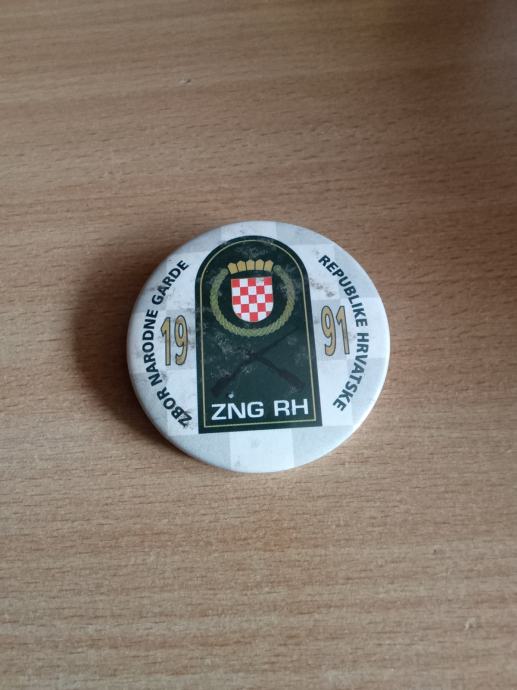 ZBOR NARODNE GARDE
REPUBLIKE HRVATSKE
19 91
ZNG RH